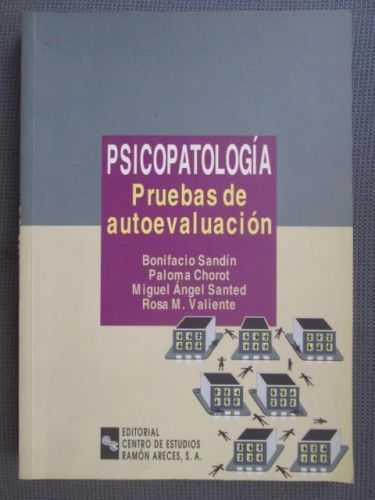 PSICOPATOLOGÍA
Pruebas de
autoevaluación
Bonifacio Sandín
Paloma Chorot
Miguel Ángel Santed
Rosa M. Valiente
EDITORIAL
CENTRO DE ESTUDIOS
RAMÓN ARECES, S. A.